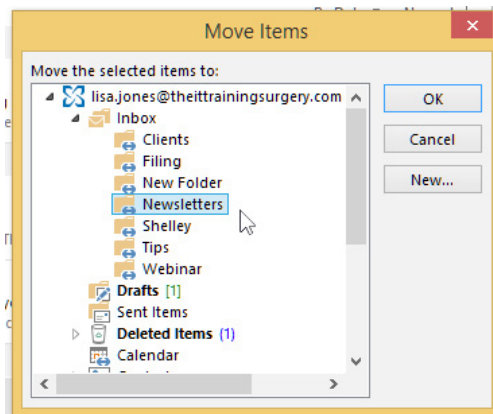 Move Items
Move the selected items to:
lisa.jones@theittrainingsurgery.com
OK
Inbox
Clients
Cancel
Filing
New Folder
New...
Newsletters
Shelley
Tips
Webinar
Drafts [1]
Sent Items
Deleted Items (1)
Calendar